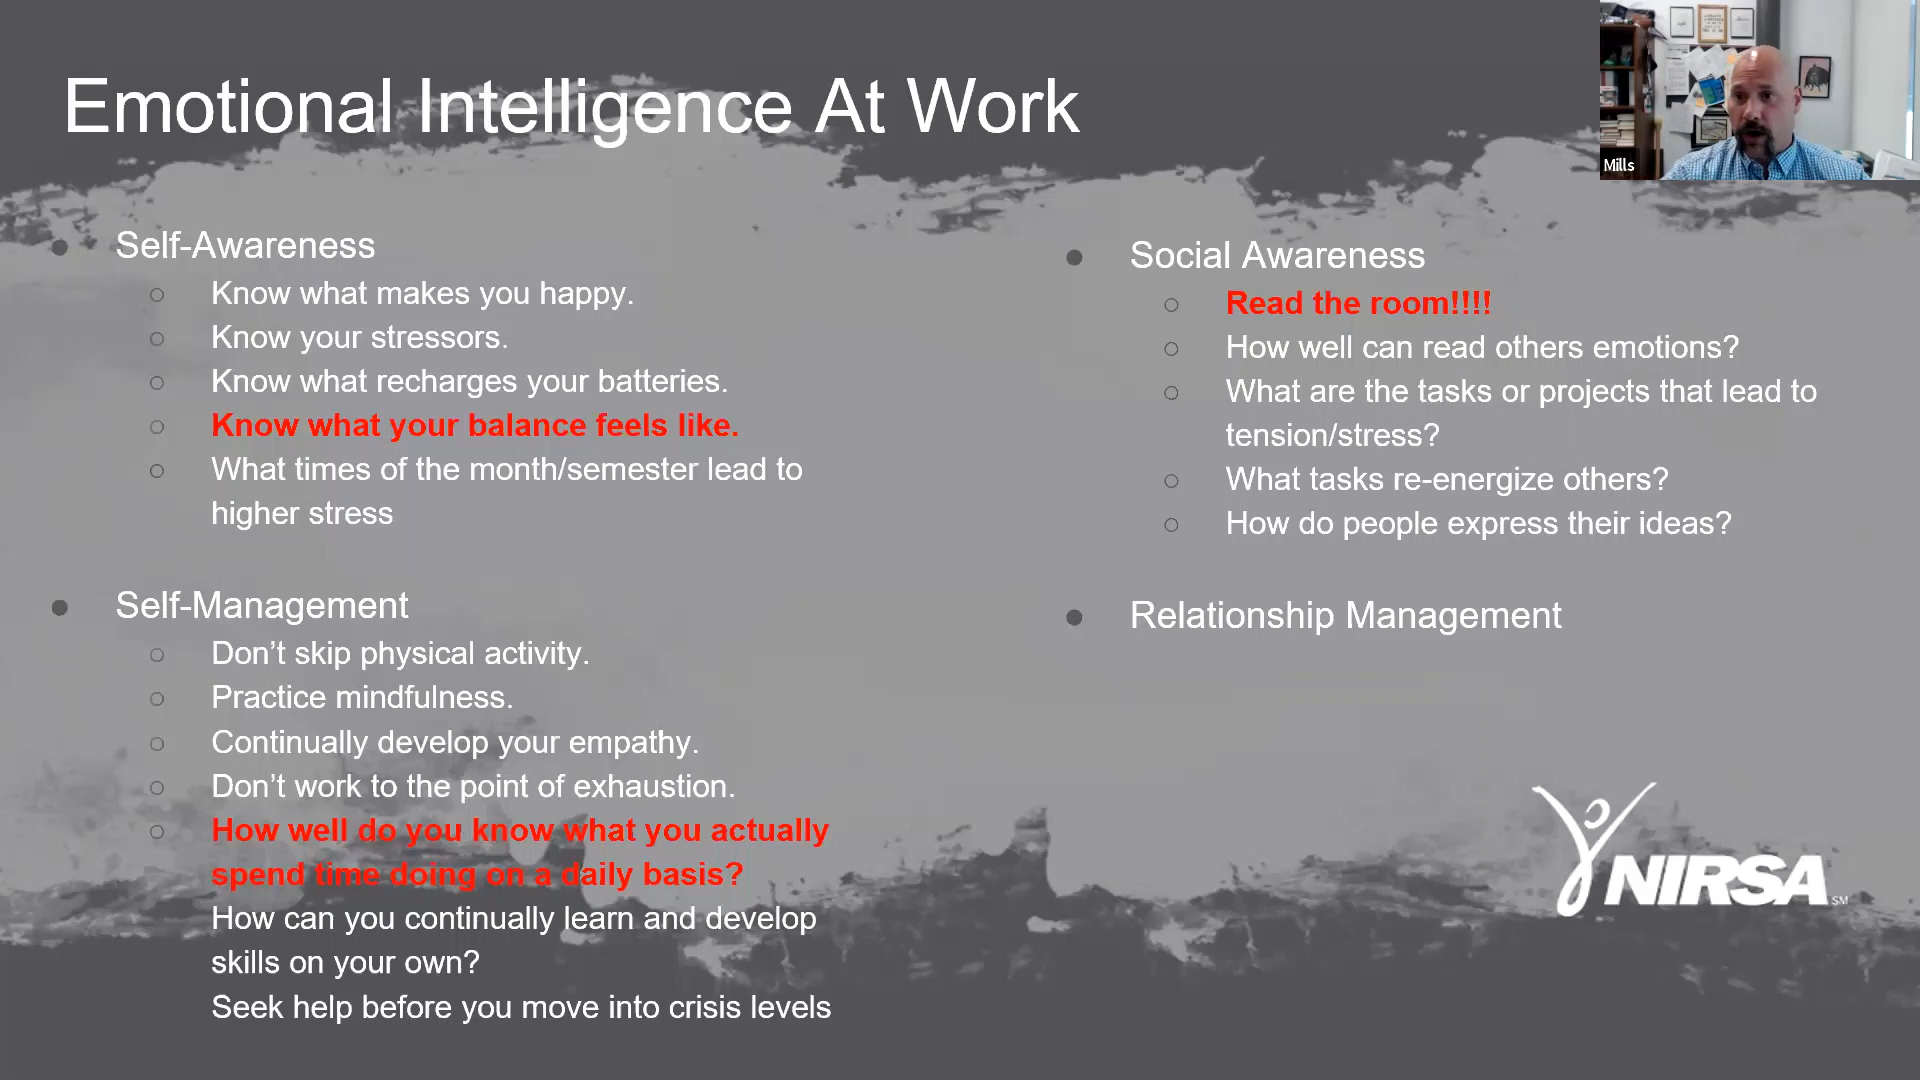 Emotional Intelligence At Work
Mills
Self-Awareness
Know what makes you happy.
Know your stressors.
Know what recharges your batteries.
Know what your balance feels like.
What times of the month/semester lead to
higher stress
Self-Management
Don’t skip physical activity.
Practice mindfulness.
Continually develop your empathy.
Don’t work to the point of exhaustion.
How well do you know what you actually
spend time doing on a daily basis?
How can you continually learn and develop
skills on your own?
Seek help before you move into crisis levels
Social Awareness
Read the room!!!!
How well can read others emotions?
What are the tasks or projects that lead to
tension/stress?
What tasks re-energize others?
How do people express their ideas?
Relationship Management
NIRSA SM